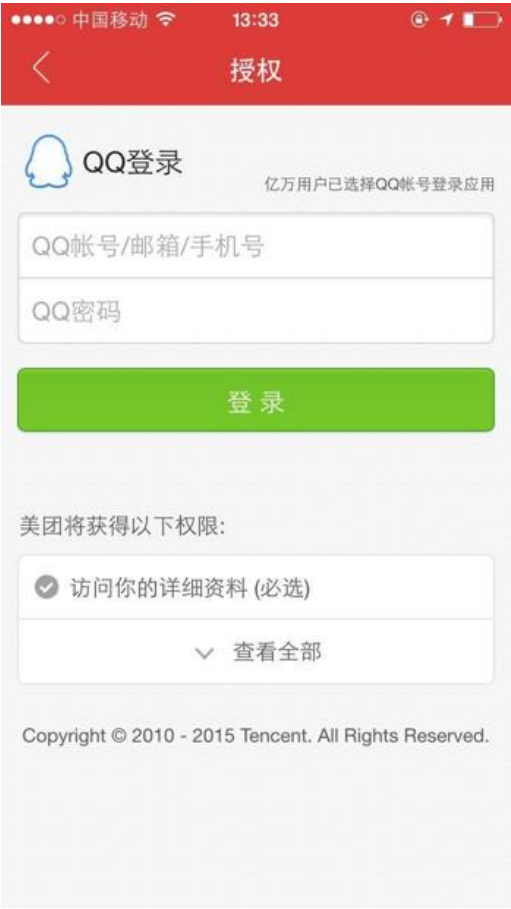 中国移动 13:33
授权
QQ登录
亿万用户已选择QQ帐号登录应用
QQ帐号/邮箱/手机号
QQ密码
登 录
美团将获得以下权限:
访问你的详细资料 (必选)
查看全部
Copyright © 2010 - 2015 Tencent. All Rights Reserved.